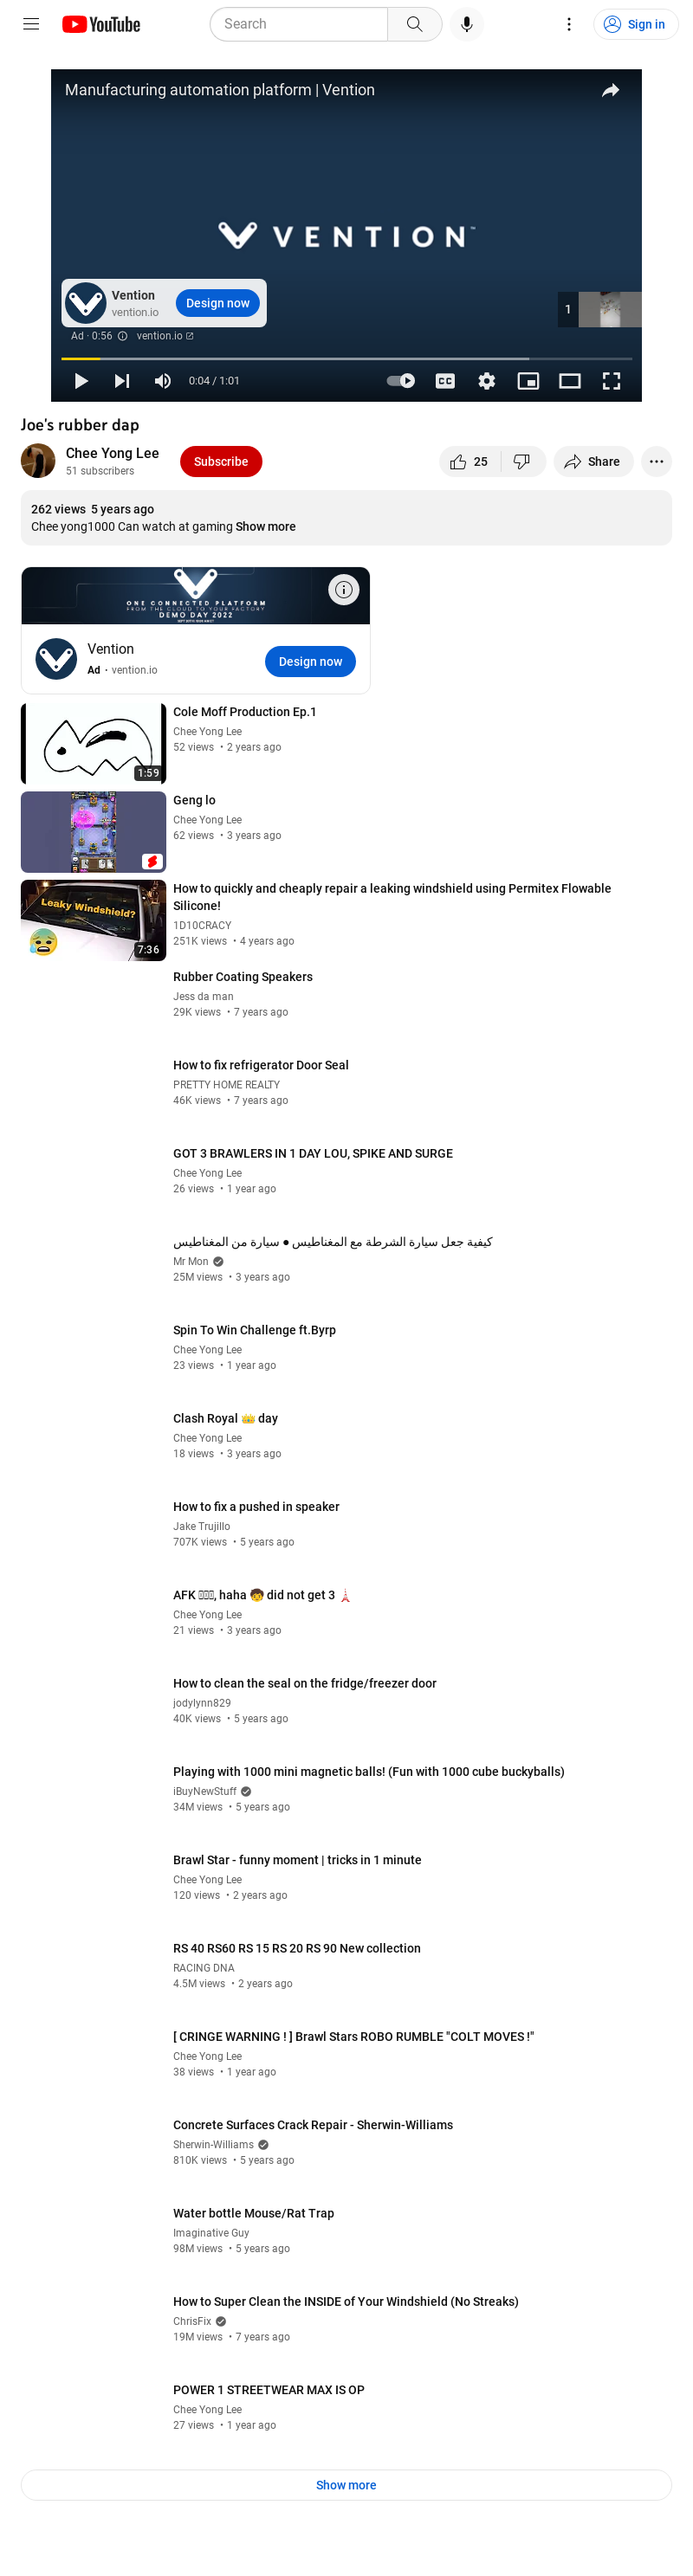 YouTube
Search
Sign in
Manufacturing automation platform | Vention
VENTION™
Vention
vention.io
Design now
1
Ad · 0:56 vention.io
0:04 / 1:01
CC
Joe's rubber dap
Chee Yong Lee
51 subscribers
Subscribe
25
Share
262 views 5 years ago
Chee yong1000 Can watch at gaming Show more
ONE CONNECTED PLATFORM
FROM THE CLOUD TO YOUR FACTORY
DEMO DAY 2022
Vention
Ad • vention.io
Design now
Cole Moff Production Ep.1
Chee Yong Lee
52 views • 2 years ago
1:59
Geng lo
Chee Yong Lee
62 views • 3 years ago
Leaky Windshield?
7:36
How to quickly and cheaply repair a leaking windshield using Permitex Flowable
Silicone!
1D10CRACY
251K views • 4 years ago
Rubber Coating Speakers
Jess da man
29K views • 7 years ago
How to fix refrigerator Door Seal
PRETTY HOME REALTY
46K views • 7 years ago
GOT 3 BRAWLERS IN 1 DAY LOU, SPIKE AND SURGE
Chee Yong Lee
26 views • 1 year ago
كيفية جعل سيارة الشرطة مع المغناطيس ● سيارة من المغناطيس
Mr Mon
25M views • 3 years ago
Spin To Win Challenge ft.Byrp
Chee Yong Lee
23 views • 1 year ago
Clash Royal 👑 day
Chee Yong Lee
18 views • 3 years ago
How to fix a pushed in speaker
Jake Trujillo
707K views • 5 years ago
AFK , haha 🧒 did not get 3 🗼
Chee Yong Lee
21 views • 3 years ago
How to clean the seal on the fridge/freezer door
jodylynn829
40K views • 5 years ago
Playing with 1000 mini magnetic balls! (Fun with 1000 cube buckyballs)
iBuyNewStuff
34M views • 5 years ago
Brawl Star - funny moment | tricks in 1 minute
Chee Yong Lee
120 views • 2 years ago
RS 40 RS60 RS 15 RS 20 RS 90 New collection
RACING DNA
4.5M views • 2 years ago
[ CRINGE WARNING ! ] Brawl Stars ROBO RUMBLE "COLT MOVES !"
Chee Yong Lee
38 views • 1 year ago
Concrete Surfaces Crack Repair - Sherwin-Williams
Sherwin-Williams
810K views • 5 years ago
Water bottle Mouse/Rat Trap
Imaginative Guy
98M views • 5 years ago
How to Super Clean the INSIDE of Your Windshield (No Streaks)
ChrisFix
19M views • 7 years ago
POWER 1 STREETWEAR MAX IS OP
Chee Yong Lee
27 views • 1 year ago
Show more